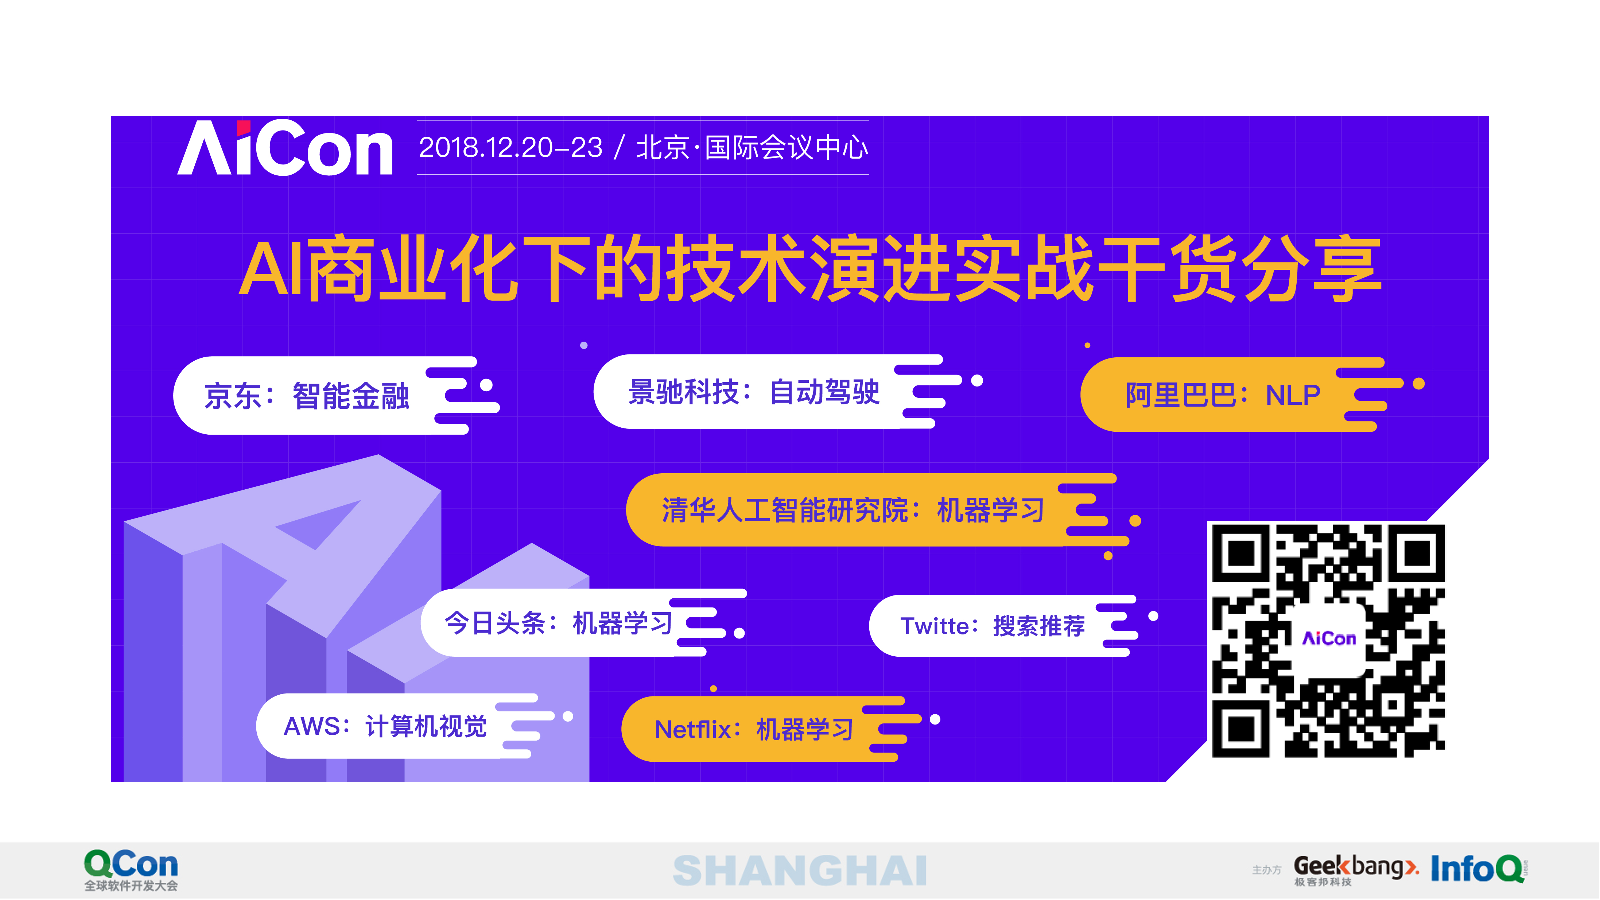 AiCon
2018.12.20–23 / 北京·国际会议中心
AI商业化下的技术演进实战干货分享
京东：智能金融
景驰科技：自动驾驶
阿里巴巴：NLP
清华人工智能研究院：机器学习
今日头条：机器学习
Twitte：搜索推荐
AiCon
AWS：计算机视觉
Netflix：机器学习
QCon
全球软件开发大会
SHANGHAI
主办方
Geekbang
极客邦科技
InfoQ